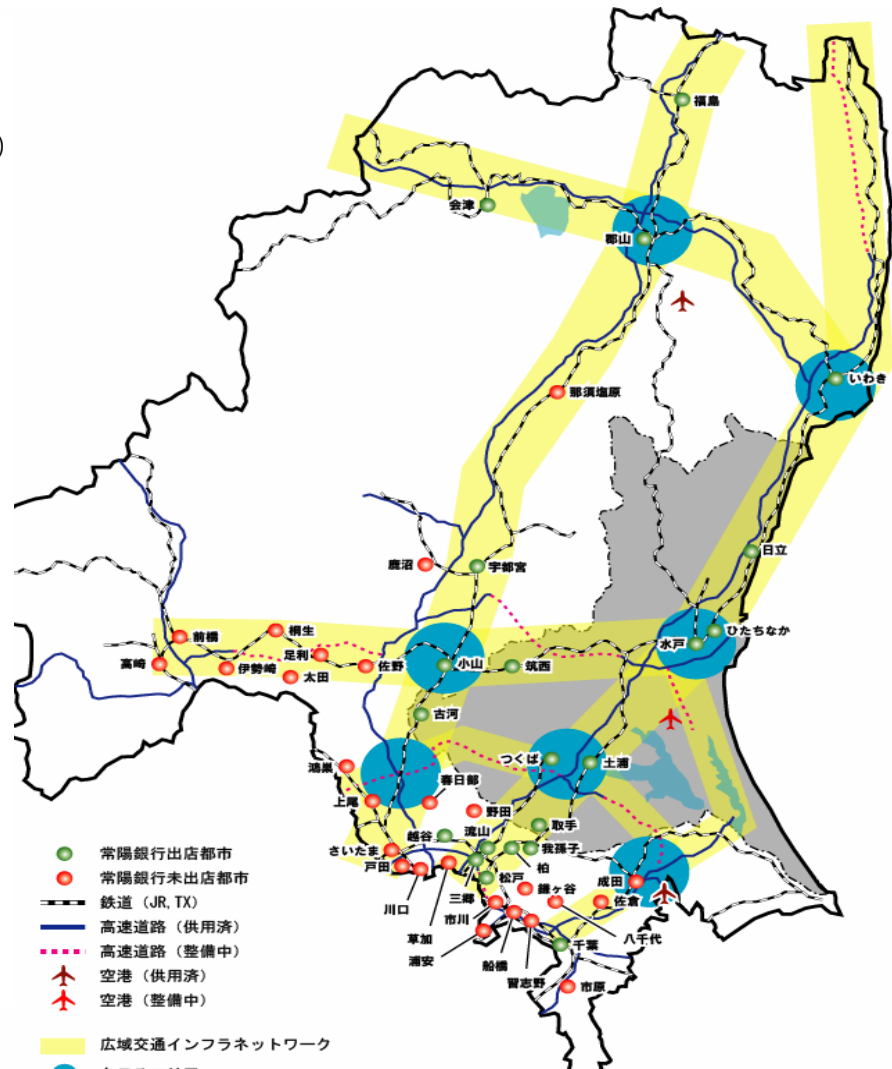 )
福島
会津
郡山
いわき
那須塩原
日立
鹿沼
宇都宮
ひたちなか
水戸
桐生
前橋
足利
高崎
伊勢崎
太田
佐野
小山
筑西
古河
つくば
土浦
鴻巣
春日部
上尾
野田
取手
越谷
流山
さいたま
我孫子
戸田
柏
松戸
川口
三郷
鎌ヶ谷
成田
佐倉
草加
市川
浦安
船橋
習志野
八千代
千葉
市原
常陽銀行出店都市
常陽銀行未出店都市
鉄道（JR,TX）
高速道路（供用済）
高速道路（整備中）
空港（供用済）
空港（整備中）
広域交通インフラネットワーク